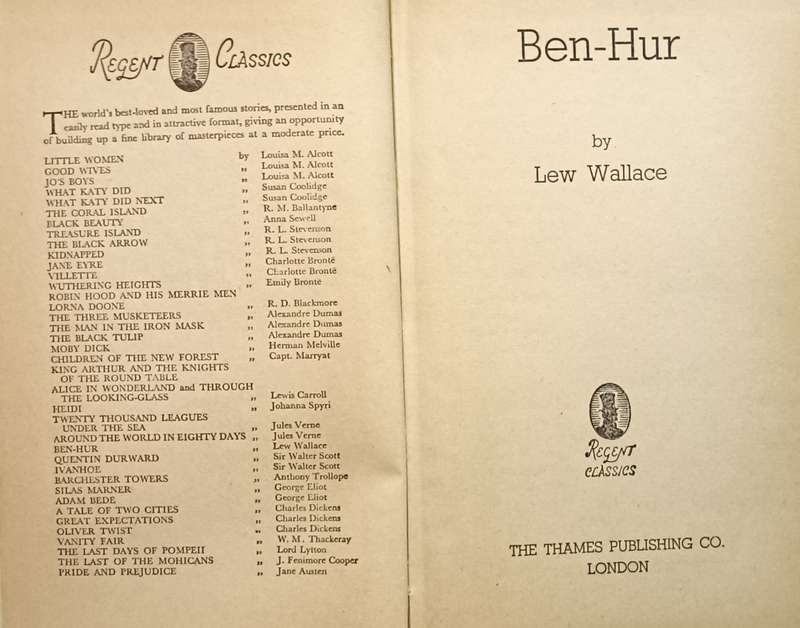 REGENT CLASSICS
THE world's best-loved and most famous stories, presented in an
easily read type and in attractive format, giving an opportunity
of building up a fine library of masterpieces at a moderate price.
LITTLE WOMEN by Louisa M. Alcott
GOOD WIVES „ Louisa M. Alcott
JO'S BOYS „ Louisa M. Alcott
WHAT KATY DID „ Susan Coolidge
WHAT KATY DID NEXT „ Susan Coolidge
THE CORAL ISLAND „ R. M. Ballantyne
BLACK BEAUTY „ Anna Sewell
TREASURE ISLAND „ R. L. Stevenson
THE BLACK ARROW „ R. L. Stevenson
KIDNAPPED „ R. L. Stevenson
JANE EYRE „ Charlotte Brontë
VILLETTE „ Charlotte Brontë
WUTHERING HEIGHTS „ Emily Brontë
ROBIN HOOD AND HIS MERRIE MEN
LORNA DOONE „ R. D. Blackmore
THE THREE MUSKETEERS „ Alexandre Dumas
THE MAN IN THE IRON MASK „ Alexandre Dumas
THE BLACK TULIP „ Alexandre Dumas
MOBY DICK „ Herman Melville
CHILDREN OF THE NEW FOREST „ Capt. Marryat
KING ARTHUR AND THE KNIGHTS
OF THE ROUND TABLE
ALICE IN WONDERLAND and THROUGH
THE LOOKING-GLASS „ Lewis Carroll
HEIDI „ Johanna Spyri
TWENTY THOUSAND LEAGUES
UNDER THE SEA „ Jules Verne
AROUND THE WORLD IN EIGHTY DAYS „ Jules Verne
BEN-HUR „ Lew Wallace
QUENTIN DURWARD „ Sir Walter Scott
IVANHOE „ Sir Walter Scott
BARCHESTER TOWERS „ Anthony Trollope
SILAS MARNER „ George Eliot
ADAM BEDE „ George Eliot
A TALE OF TWO CITIES „ Charles Dickens
GREAT EXPECTATIONS „ Charles Dickens
OLIVER TWIST „ Charles Dickens
VANITY FAIR „ W. M. Thackeray
THE LAST DAYS OF POMPEII „ Lord Lytton
THE LAST OF THE MOHICANS „ J. Fenimore Cooper
PRIDE AND PREJUDICE „ Jane Austen
Ben-Hur
by
Lew Wallace
REGENT
CLASSICS
THE THAMES PUBLISHING CO.
LONDON